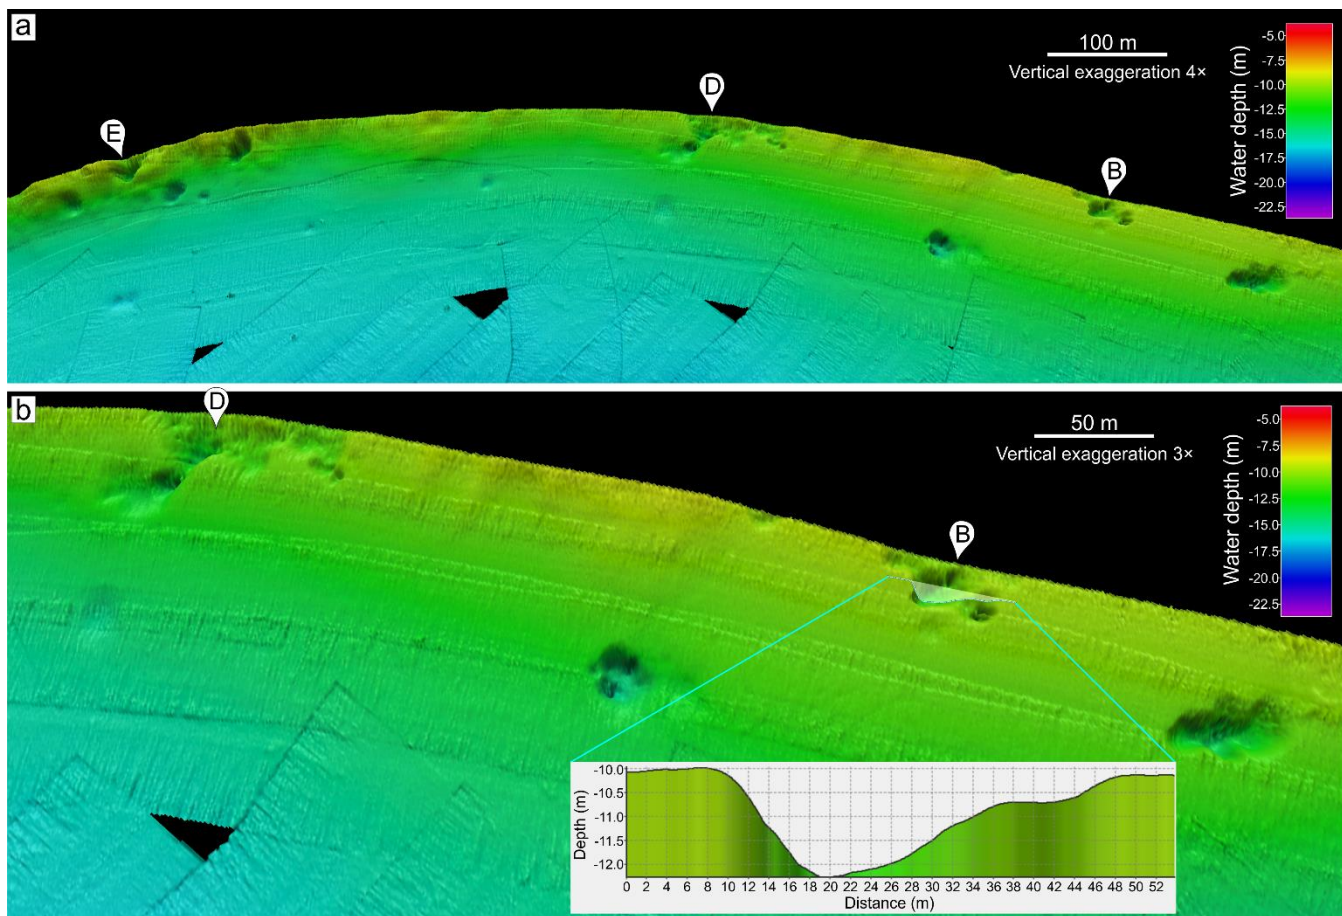 a
100 m
Vertical exaggeration 4×
Water depth (m)
-5.0
-7.5
-10.0
-12.5
-15.0
-17.5
-20.0
-22.5
E
D
B
b
50 m
Vertical exaggeration 3×
Water depth (m)
-5.0
-7.5
-10.0
-12.5
-15.0
-17.5
-20.0
-22.5
D
B
Depth (m)
-10.0
-10.5
-11.0
-11.5
-12.0
0 2 4 6 8 10 12 14 16 18 20 22 24 26 28 30 32 34 36 38 40 42 44 46 48 50 52
Distance (m)